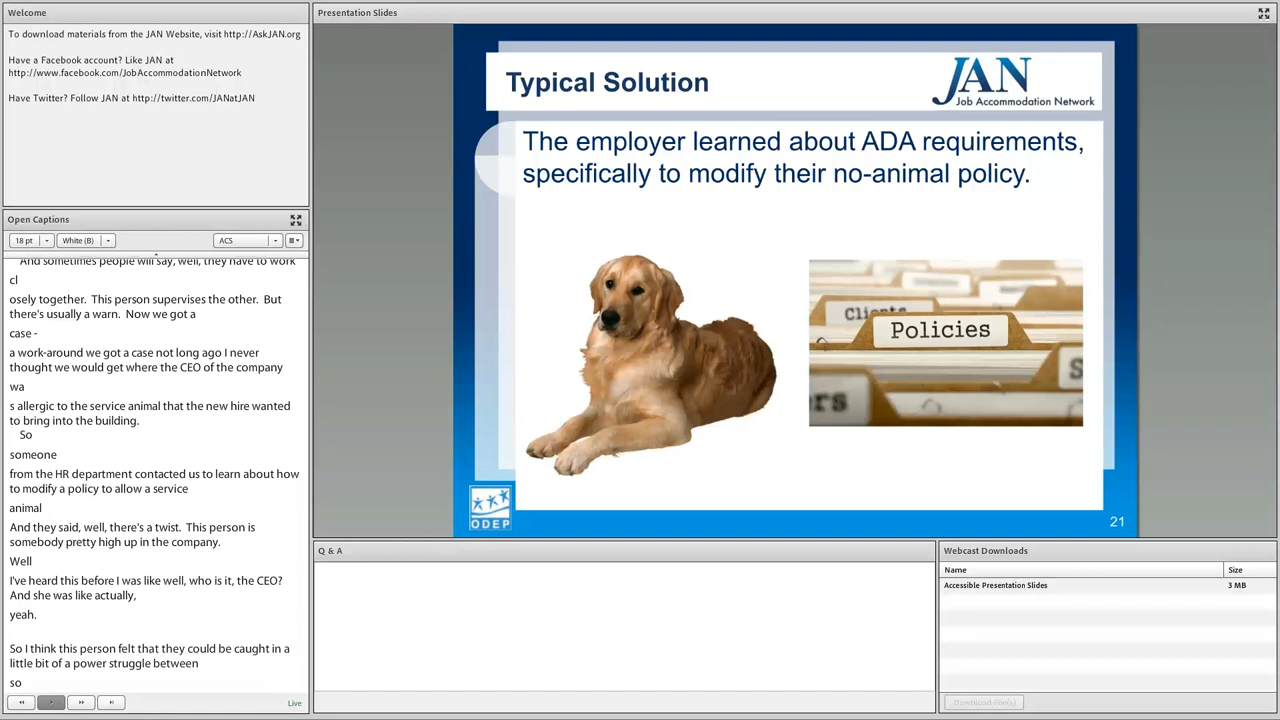 Welcome
To download materials from the JAN Website, visit http://AskJAN.org
Have a Facebook account? Like JAN at
http://www.facebook.com/JobAccommodationNetwork
Have Twitter? Follow JAN at http://twitter.com/JANatJAN
Open Captions
18 pt
White (B)
ACS
And sometimes people will say, well, they have to work
cl
osely together. This person supervises the other. But
there's usually a warn. Now we got a
case -
a work-around we got a case not long ago I never
thought we would get where the CEO of the company
wa
s allergic to the service animal that the new hire wanted
to bring into the building.
So
someone
from the HR department contacted us to learn about how
to modify a policy to allow a service
animal
And they said, well, there's a twist. This person is
somebody pretty high up in the company.
Well
I've heard this before I was like well, who is it, the CEO?
And she was like actually,
yeah.
So I think this person felt that they could be caught in a
little bit of a power struggle between
so
Live
Presentation Slides
Typical Solution
JAN
Job Accommodation Network
The employer learned about ADA requirements,
specifically to modify their no-animal policy.
Clients
Policies
S
ers
ODEP
21
Q & A
Webcast Downloads
Name
Size
Accessible Presentation Slides
3 MB
Download File(s)